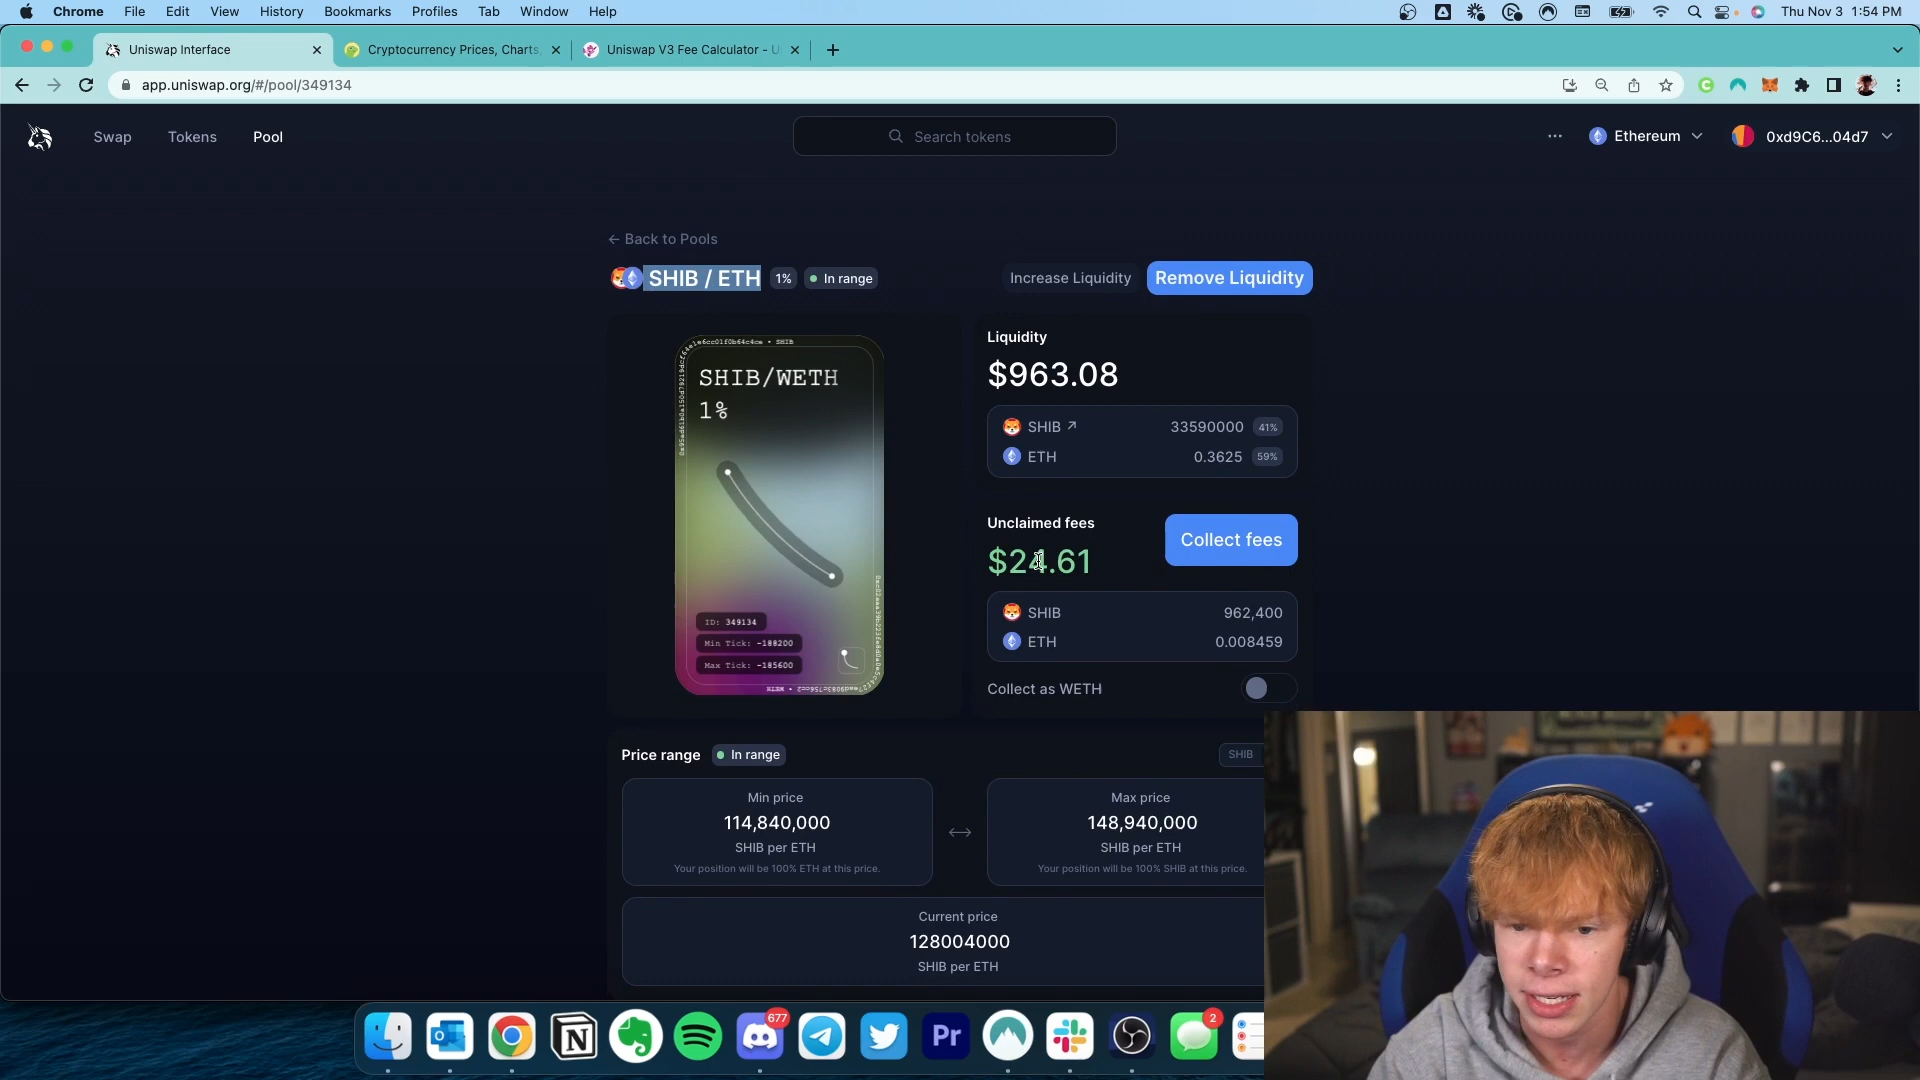 Chrome File Edit View History Bookmarks Profiles Tab Window Help
Thu Nov 3 1:54 PM
Uniswap Interface
Cryptocurrency Prices, Charts,
Uniswap V3 Fee Calculator - U
app.uniswap.org/#/pool/349134
Swap Tokens Pool
Search tokens
Ethereum
0xd9C6...04d7
← Back to Pools
SHIB / ETH 1% In range
Increase Liquidity Remove Liquidity
SHIB/WETH
1%
• SHIB
ID: 349134
Min Tick: -188200
Max Tick: -185600
• WETH
Liquidity
$963.08
SHIB ↗ 33590000 41%
ETH 0.3625 59%
Unclaimed fees
Collect fees
$24.61
SHIB 962,400
ETH 0.008459
Collect as WETH
Price range In range
SHIB
Min price
114,840,000
SHIB per ETH
Your position will be 100% ETH at this price.
Max price
148,940,000
SHIB per ETH
Your position will be 100% SHIB at this price.
Current price
128004000
SHIB per ETH
677
Pr
2